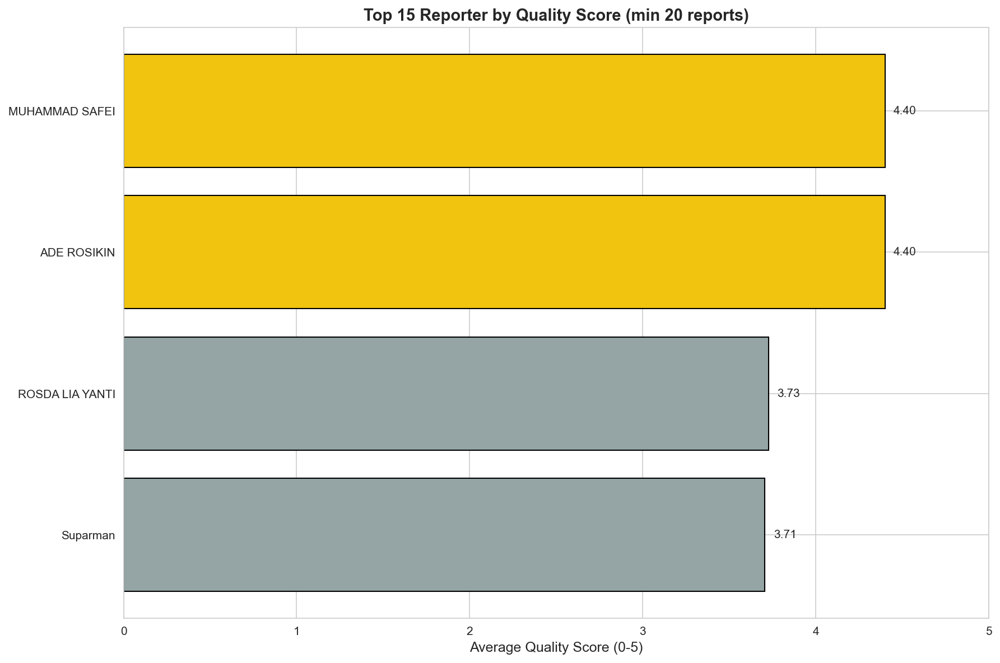 Top 15 Reporter by Quality Score (min 20 reports)
MUHAMMAD SAFEI
4.40
ADE ROSIKIN
4.40
ROSDA LIA YANTI
3.73
Suparman
3.71
0 1 2 3 4 5
Average Quality Score (0-5)